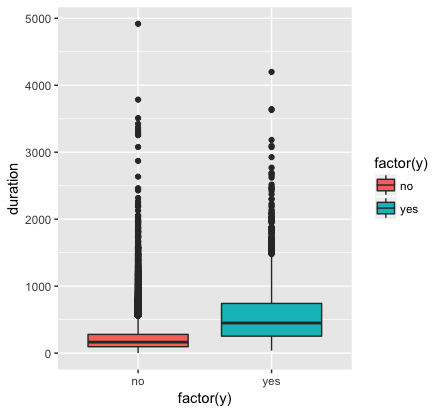 5000
4000
3000
2000
1000
0
duration
no
yes
factor(y)
factor(y)
no
yes